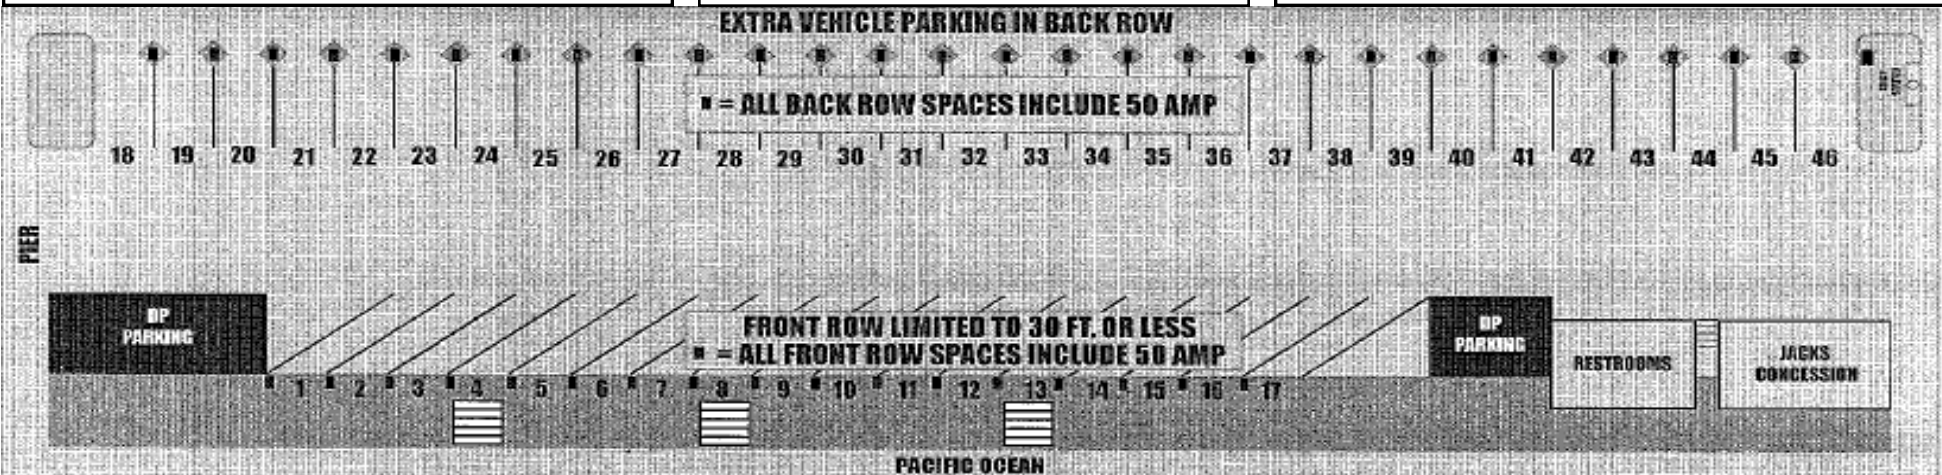 EXTRA VEHICLE PARKING IN BACK ROW
= ALL BACK ROW SPACES INCLUDE 50 AMP
18 19 20 21 22 23 24 25 26 27 28 29 30 31 32 33 34 35 36 37 38 39 40 41 42 43 44 45 46
PIER
DP
PARKING
FRONT ROW LIMITED TO 30 FT. OR LESS
= ALL FRONT ROW SPACES INCLUDE 50 AMP
DP
PARKING
RESTROOMS
JACKS
CONCESSION
1 2 3 4 5 6 7 8 9 10 11 12 13 14 15 16 17
PACIFIC OCEAN